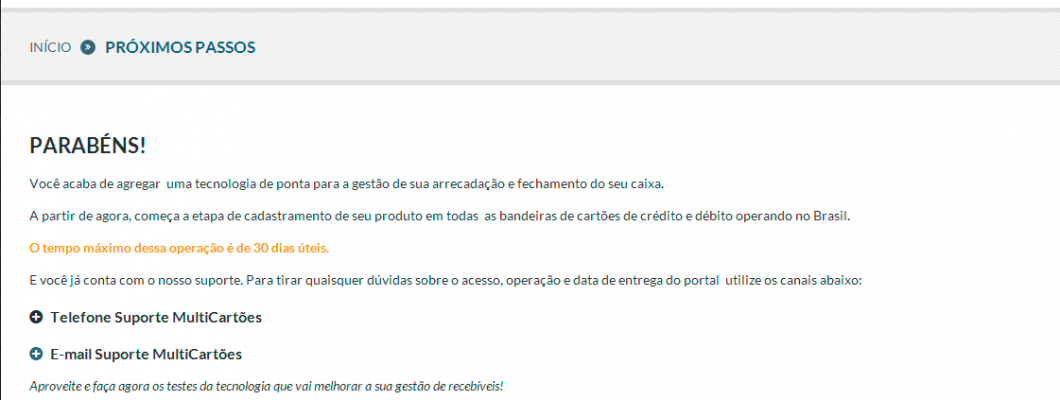 INÍCIO PRÓXIMOS PASSOS
PARABÉNS!
Você acaba de agregar uma tecnologia de ponta para a gestão de sua arrecadação e fechamento do seu caixa.
A partir de agora, começa a etapa de cadastramento de seu produto em todas as bandeiras de cartões de crédito e débito operando no Brasil.
O tempo máximo dessa operação é de 30 dias úteis.
E você já conta com o nosso suporte. Para tirar quaisquer dúvidas sobre o acesso, operação e data de entrega do portal utilize os canais abaixo:
Telefone Suporte MultiCartões
E-mail Suporte MultiCartões
Aproveite e faça agora os testes da tecnologia que vai melhorar a sua gestão de recebíveis!